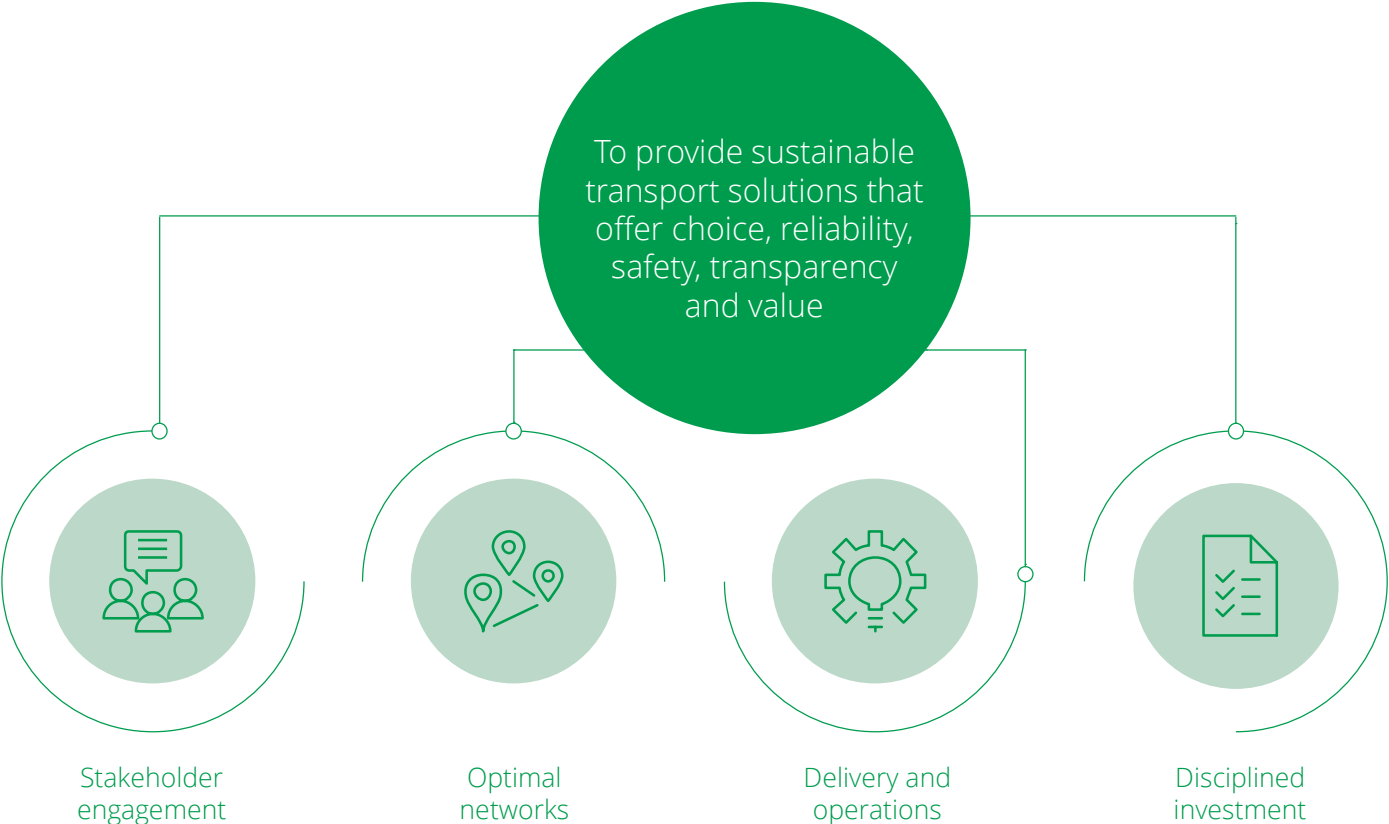 To provide sustainable
transport solutions that
offer choice, reliability,
safety, transparency
and value
Stakeholder
engagement
Optimal
networks
Delivery and
operations
Disciplined
investment